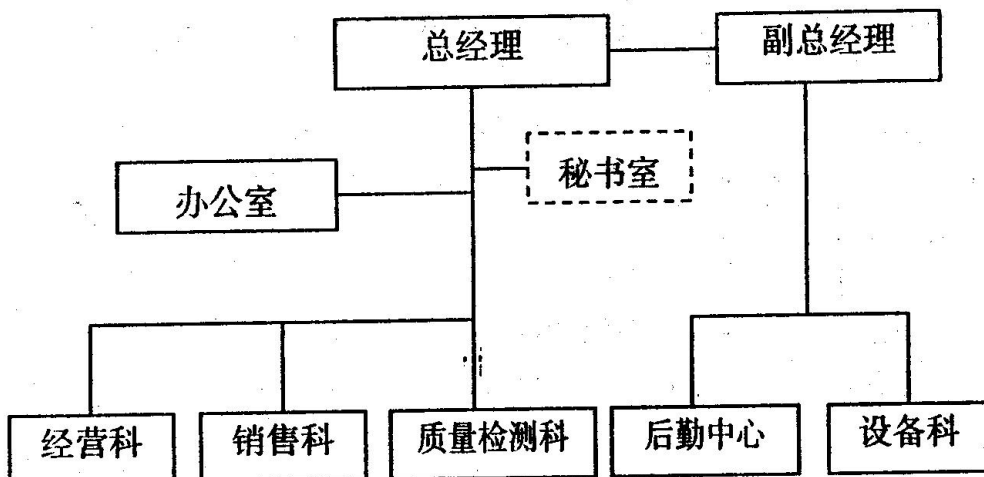 总经理
副总经理
秘书室
办公室
经营科
销售科
质量检测科
后勤中心
设备科